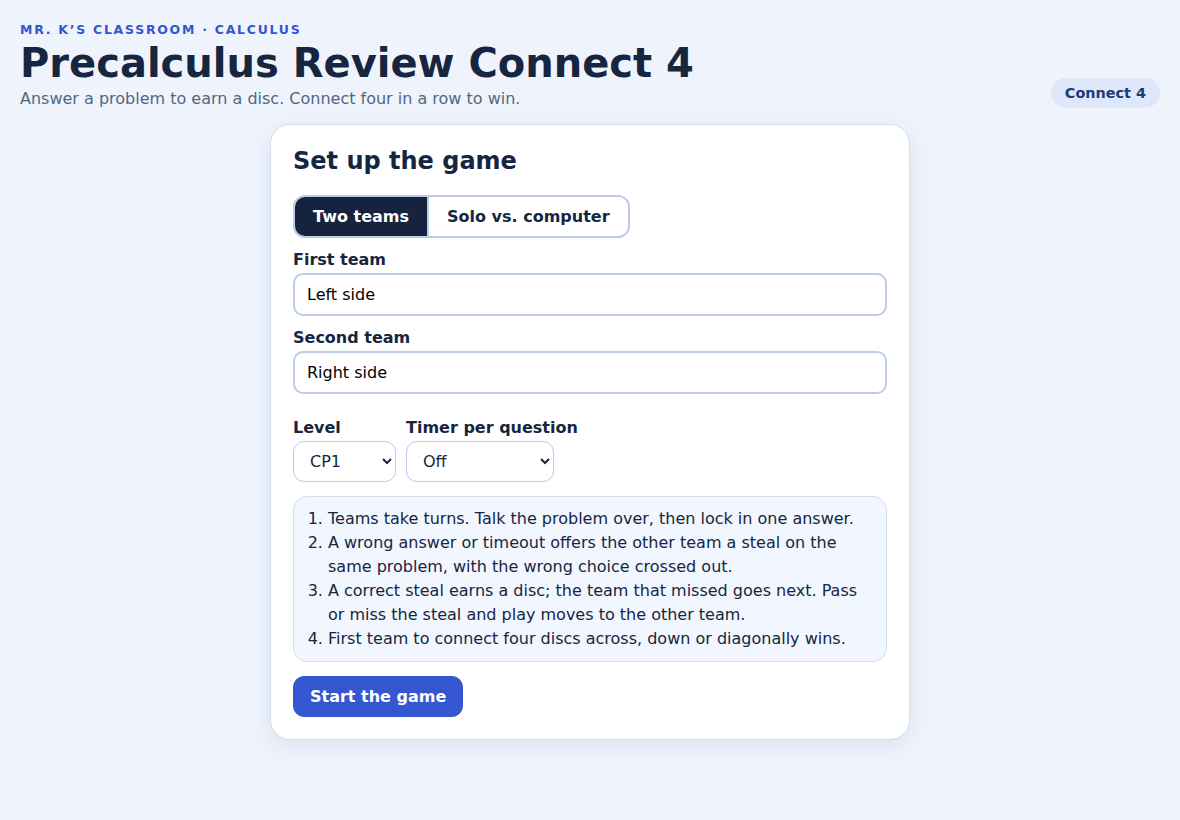 MR. K’S CLASSROOM · CALCULUS
Precalculus Review Connect 4
Answer a problem to earn a disc. Connect four in a row to win.
Connect 4
Set up the game
Two teams
Solo vs. computer
First team
Left side
Second team
Right side
Level
Timer per question
CP1
Off
1. Teams take turns. Talk the problem over, then lock in one answer.
2. A wrong answer or timeout offers the other team a steal on the
same problem, with the wrong choice crossed out.
3. A correct steal earns a disc; the team that missed goes next. Pass
or miss the steal and play moves to the other team.
4. First team to connect four discs across, down or diagonally wins.
Start the game